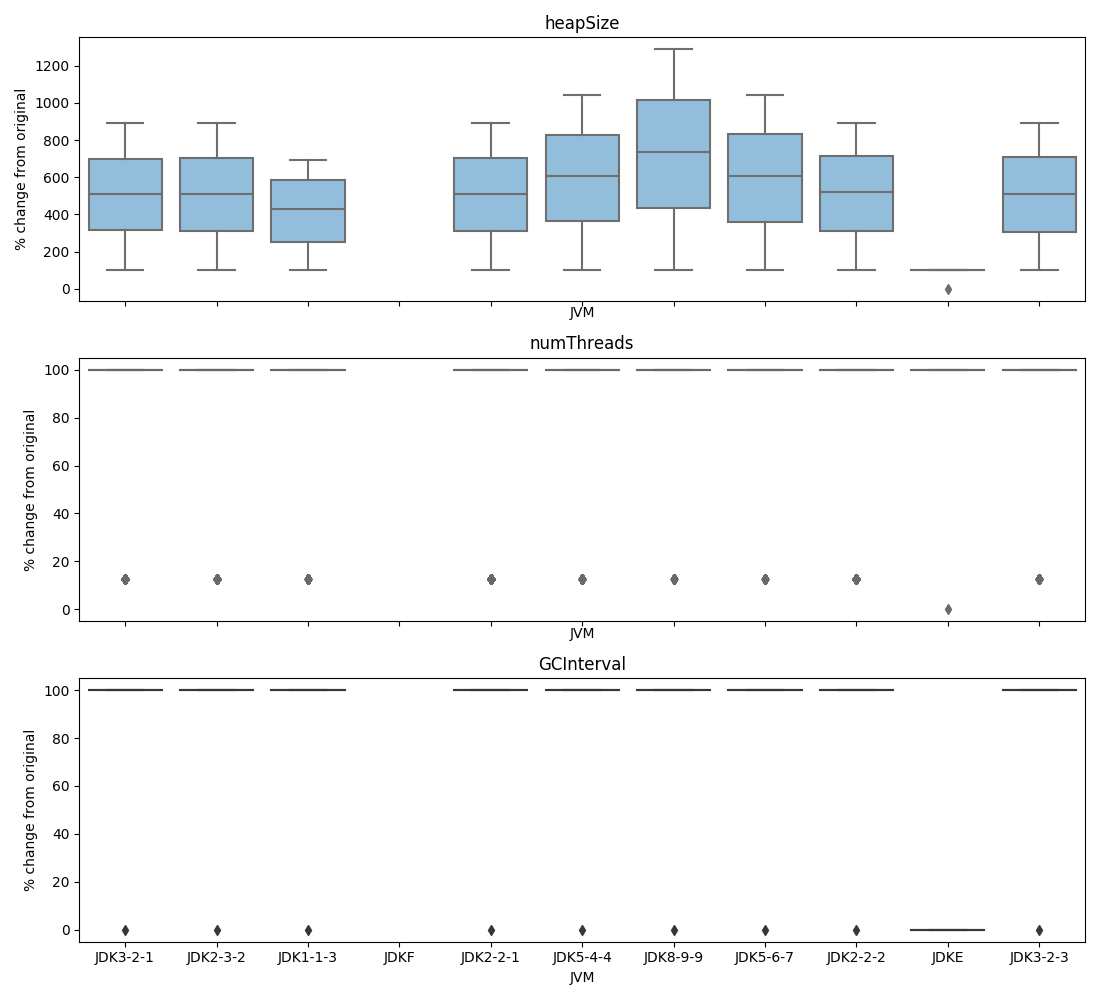 heapSize
% change from original
1200
1000
800
600
400
200
0
JVM
numThreads
% change from original
100
80
60
40
20
0
JVM
GCInterval
% change from original
100
80
60
40
20
0
JDK3-2-1 JDK2-3-2 JDK1-1-3 JDKF JDK2-2-1 JDK5-4-4 JDK8-9-9 JDK5-6-7 JDK2-2-2 JDKE JDK3-2-3
JVM